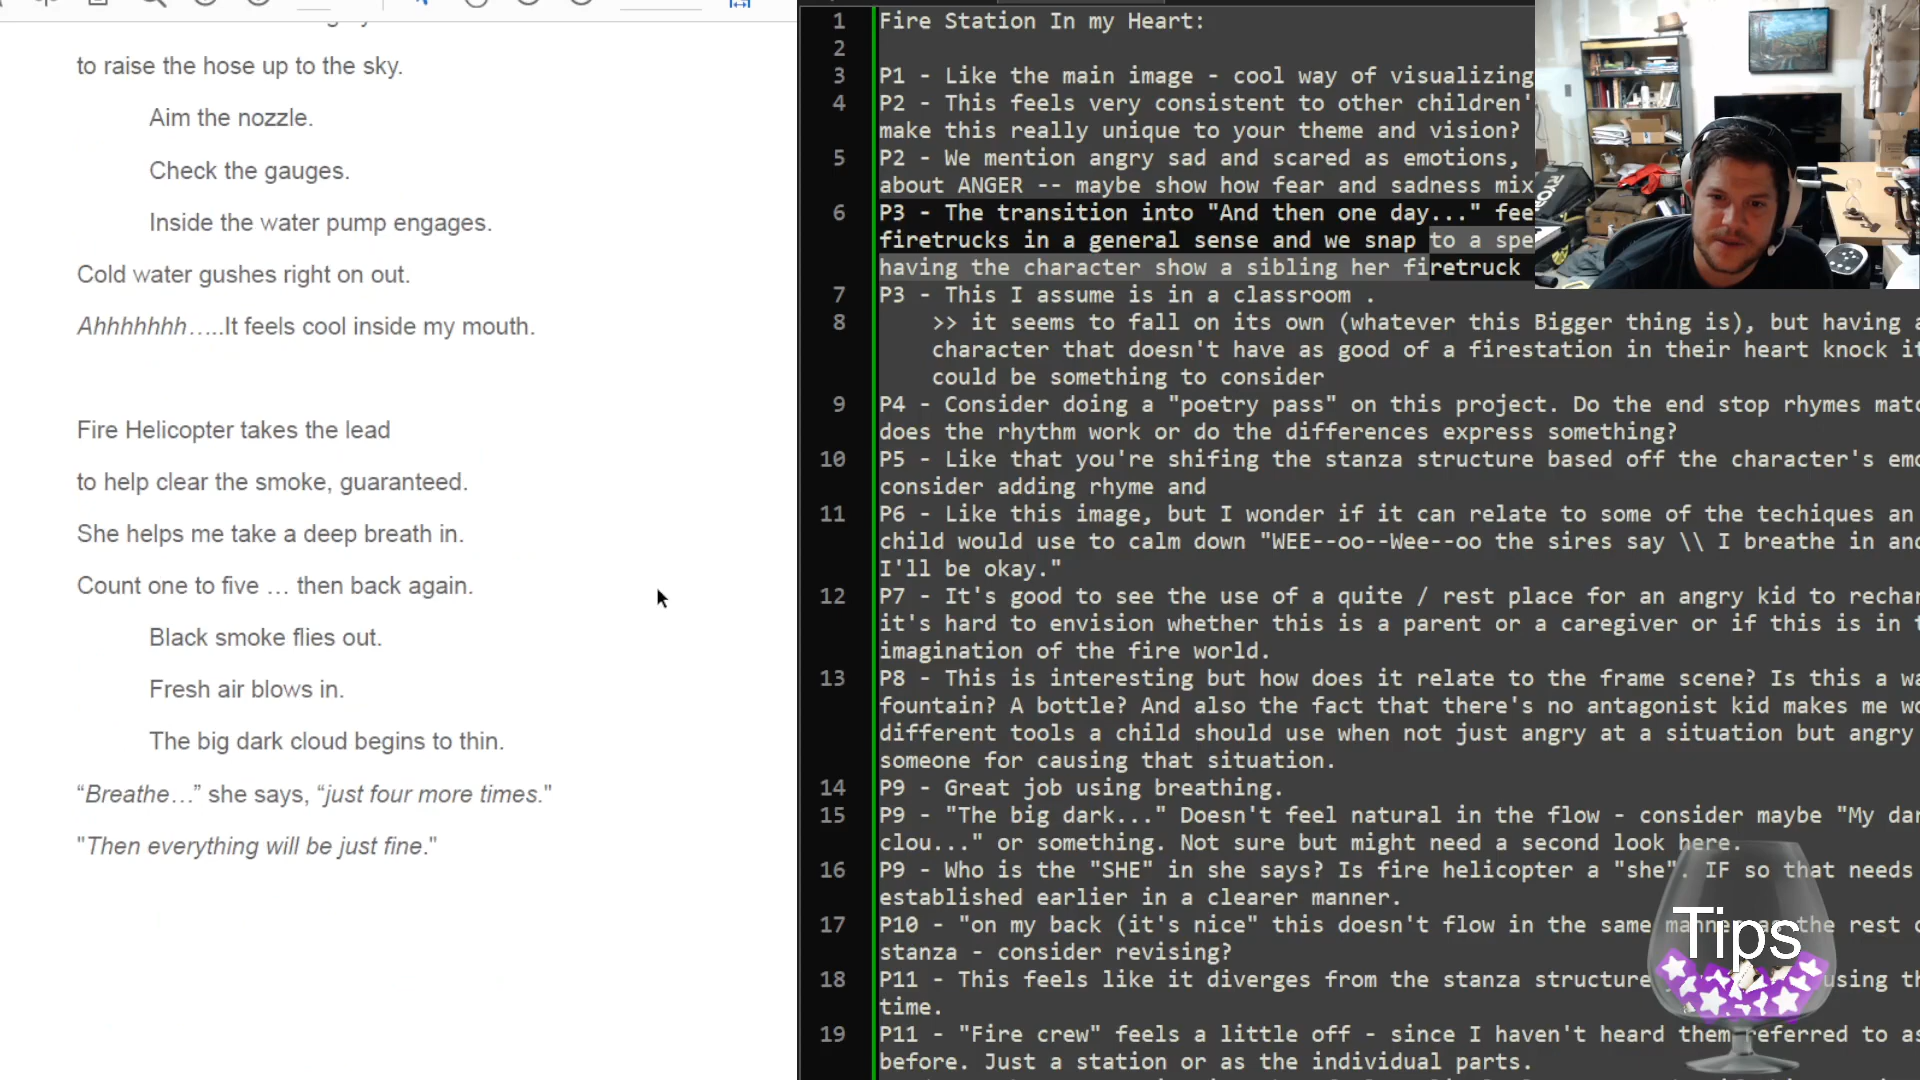 to raise the hose up to the sky.
Aim the nozzle.
Check the gauges.
Inside the water pump engages.
Cold water gushes right on out.
Ahhhhhhh…..It feels cool inside my mouth.
Fire Helicopter takes the lead
to help clear the smoke, guaranteed.
She helps me take a deep breath in.
Count one to five … then back again.
Black smoke flies out.
Fresh air blows in.
The big dark cloud begins to thin.
“Breathe…” she says, “just four more times."
"Then everything will be just fine."
1 Fire Station In my Heart:
2
3 P1 - Like the main image - cool way of visualizing
4 P2 - This feels very consistent to other children'
make this really unique to your theme and vision?
5 P2 - We mention angry sad and scared as emotions,
about ANGER -- maybe show how fear and sadness mix
6 P3 - The transition into "And then one day..." fee
firetrucks in a general sense and we snap to a spe
having the character show a sibling her firetruck
7 P3 - This I assume is in a classroom .
8 >> it seems to fall on its own (whatever this Bigger thing is), but having a
character that doesn't have as good of a firestation in their heart knock it
could be something to consider
9 P4 - Consider doing a "poetry pass" on this project. Do the end stop rhymes matc
does the rhythm work or do the differences express something?
10 P5 - Like that you're shifing the stanza structure based off the character's emo
consider adding rhyme and
11 P6 - Like this image, but I wonder if it can relate to some of the techiques an
child would use to calm down "WEE--oo--Wee--oo the sires say \\ I breathe in and
I'll be okay."
12 P7 - It's good to see the use of a quite / rest place for an angry kid to rechar
it's hard to envision whether this is a parent or a caregiver or if this is in t
imagination of the fire world.
13 P8 - This is interesting but how does it relate to the frame scene? Is this a wa
fountain? A bottle? And also the fact that there's no antagonist kid makes me wo
different tools a child should use when not just angry at a situation but angry
someone for causing that situation.
14 P9 - Great job using breathing.
15 P9 - "The big dark..." Doesn't feel natural in the flow - consider maybe "My dar
clou..." or something. Not sure but might need a second look here.
16 P9 - Who is the "SHE" in she says? Is fire helicopter a "she". IF so that needs
established earlier in a clearer manner.
17 P10 - "on my back (it's nice" this doesn't flow in the same manner as the rest o
stanza - consider revising?
18 P11 - This feels like it diverges from the stanza structure using th
time.
19 P11 - "Fire crew" feels a little off - since I haven't heard them referred to as
before. Just a station or as the individual parts.
Tips